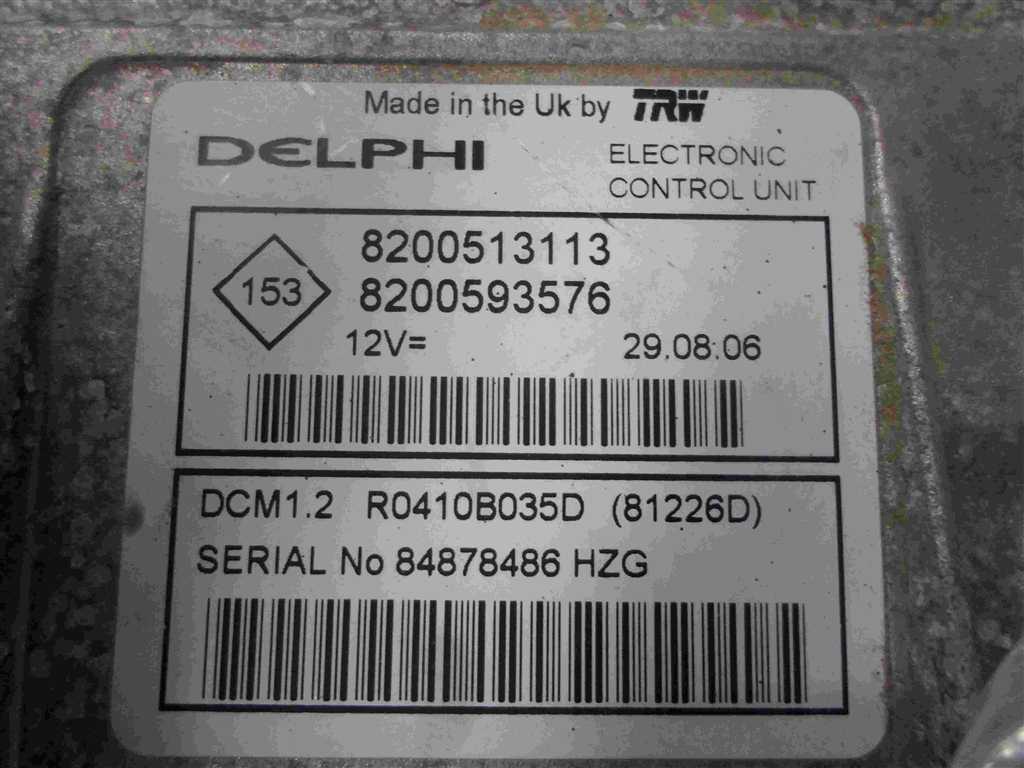 Made in the Uk by TRW
DELPHI
ELECTRONIC
CONTROL UNIT
153
8200513113
8200593576
12V=
29.08.06
DCM1.2 R0410B035D (81226D)
SERIAL No 84878486 HZG